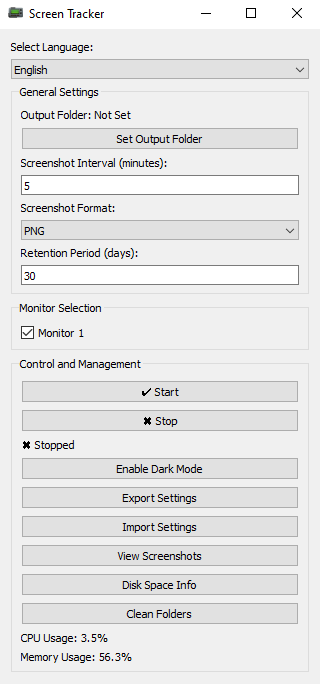 Screen Tracker
Select Language:
English
General Settings
Output Folder: Not Set
Set Output Folder
Screenshot Interval (minutes):
5
Screenshot Format:
PNG
Retention Period (days):
30
Monitor Selection
Monitor 1
Control and Management
✔ Start
✖ Stop
✖ Stopped
Enable Dark Mode
Export Settings
Import Settings
View Screenshots
Disk Space Info
Clean Folders
CPU Usage: 3.5%
Memory Usage: 56.3%